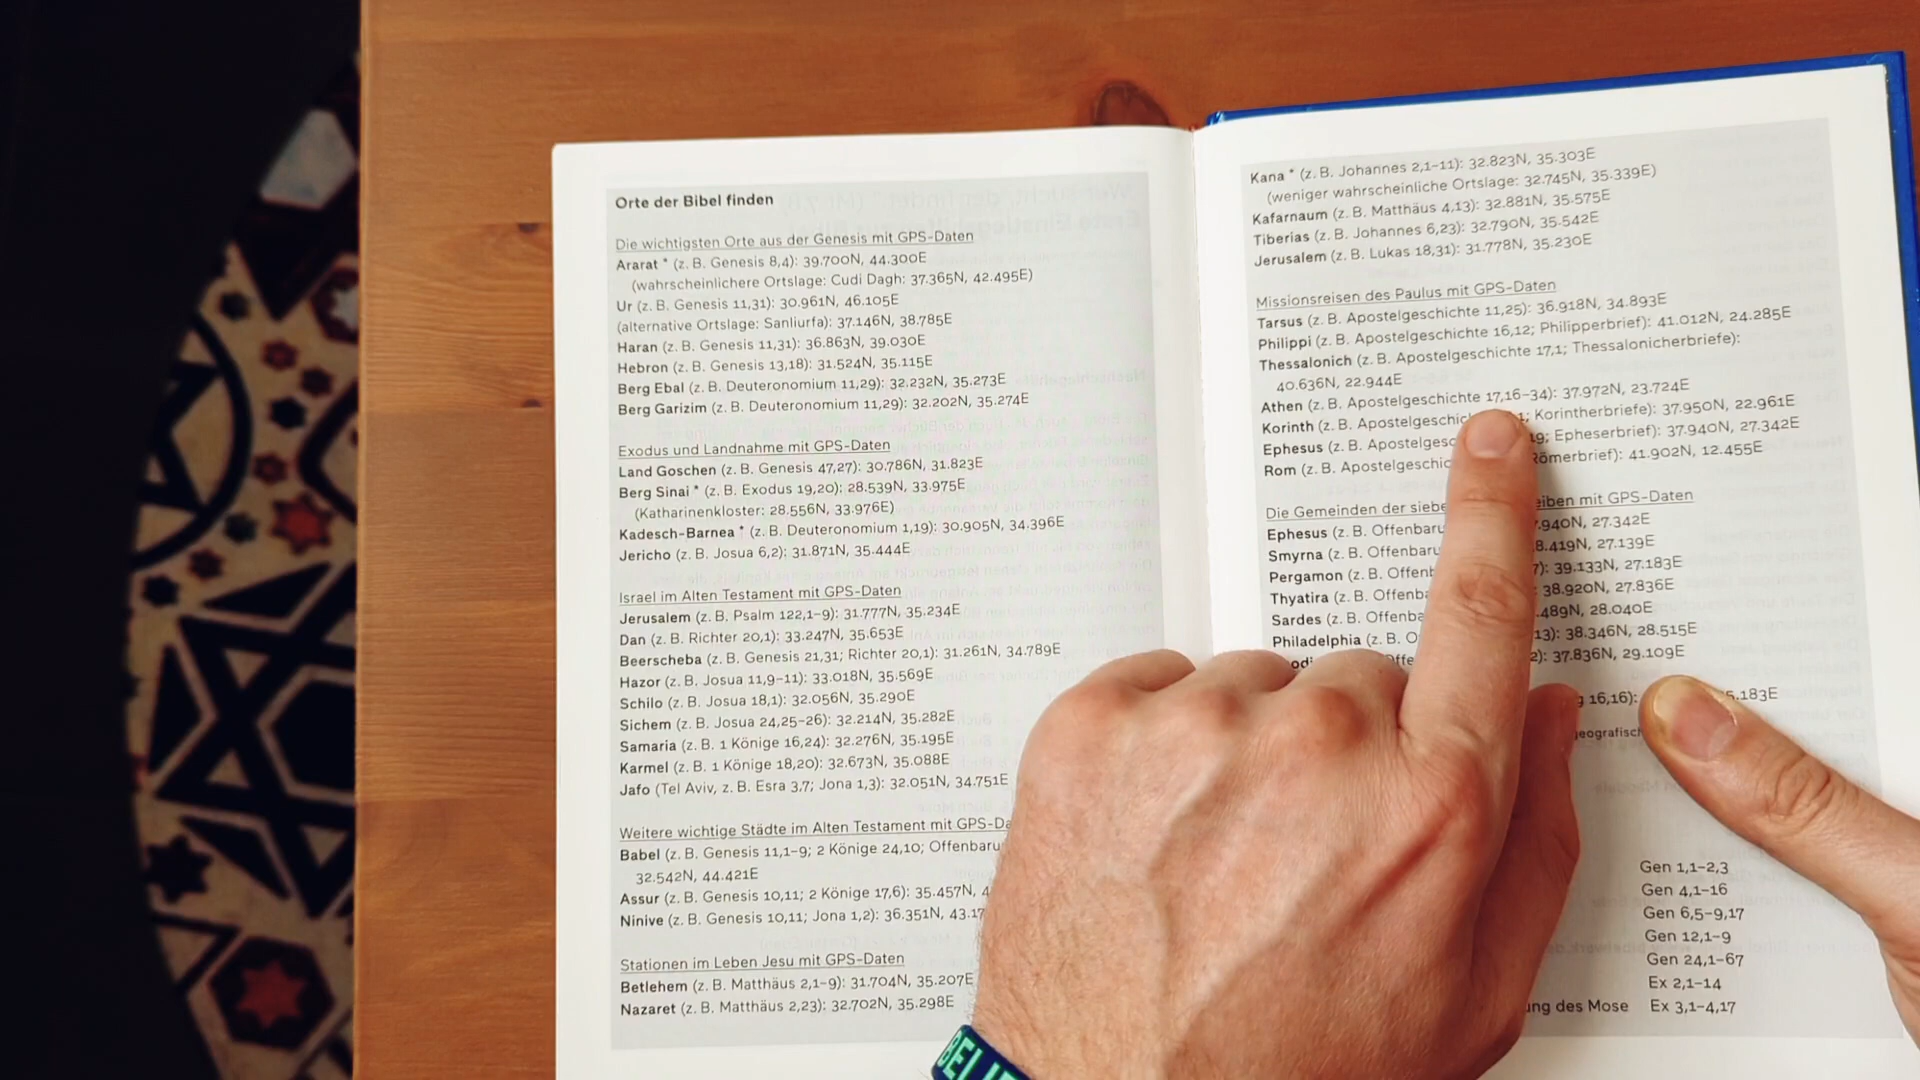 Orte der Bibel finden
Die wichtigsten Orte aus der Genesis mit GPS-Daten
Ararat * (z. B. Genesis 8,4): 39.700N, 44.300E
(wahrscheinlichere Ortslage: Cudi Dagh: 37.365N, 42.495E)
Ur (z. B. Genesis 11,31): 30.961N, 46.105E
(alternative Ortslage: Sanliurfa): 37.146N, 38.785E
Haran (z. B. Genesis 11,31): 36.863N, 39.030E
Hebron (z. B. Genesis 13,18): 31.524N, 35.115E
Berg Ebal (z. B. Deuteronomium 11,29): 32.232N, 35.273E
Berg Garizim (z. B. Deuteronomium 11,29): 32.202N, 35.274E
Exodus und Landnahme mit GPS-Daten
Land Goschen (z. B. Genesis 47,27): 30.786N, 31.823E
Berg Sinai * (z. B. Exodus 19,20): 28.539N, 33.975E
(Katharinenkloster: 28.556N, 33.976E)
Kadesch-Barnea * (z. B. Deuteronomium 1,19): 30.905N, 34.396E
Jericho (z. B. Josua 6,2): 31.871N, 35.444E
Israel im Alten Testament mit GPS-Daten
Jerusalem (z. B. Psalm 122,1–9): 31.777N, 35.234E
Dan (z. B. Richter 20,1): 33.247N, 35.653E
Beerscheba (z. B. Genesis 21,31; Richter 20,1): 31.261N, 34.789E
Hazor (z. B. Josua 11,9–11): 33.018N, 35.569E
Schilo (z. B. Josua 18,1): 32.056N, 35.290E
Sichem (z. B. Josua 24,25–26): 32.214N, 35.282E
Samaria (z. B. 1 Könige 16,24): 32.276N, 35.195E
Karmel (z. B. 1 Könige 18,20): 32.673N, 35.088E
Jafo (Tel Aviv, z. B. Esra 3,7; Jona 1,3): 32.051N, 34.751E
Weitere wichtige Städte im Alten Testament mit GPS-Da
Babel (z. B. Genesis 11,1–9; 2 Könige 24,10; Offenbaru
32.542N, 44.421E
Assur (z. B. Genesis 10,11; 2 Könige 17,6): 35.457N, 4
Ninive (z. B. Genesis 10,11; Jona 1,2): 36.351N, 43.17
Stationen im Leben Jesu mit GPS-Daten
Betlehem (z. B. Matthäus 2,1–9): 31.704N, 35.207E
Nazaret (z. B. Matthäus 2,23): 32.702N, 35.298E
Kana * (z. B. Johannes 2,1–11): 32.823N, 35.303E
(weniger wahrscheinliche Ortslage: 32.745N, 35.339E)
Kafarnaum (z. B. Matthäus 4,13): 32.881N, 35.575E
Tiberias (z. B. Johannes 6,23): 32.790N, 35.542E
Jerusalem (z. B. Lukas 18,31): 31.778N, 35.230E
Missionsreisen des Paulus mit GPS-Daten
Tarsus (z. B. Apostelgeschichte 11,25): 36.918N, 34.893E
Philippi (z. B. Apostelgeschichte 16,12; Philipperbrief): 41.012N, 24.285E
Thessalonich (z. B. Apostelgeschichte 17,1; Thessalonicherbriefe):
40.636N, 22.944E
Athen (z. B. Apostelgeschichte 17,16–34): 37.972N, 23.724E
Korinth (z. B. Apostelgeschic 1; Korintherbriefe): 37.950N, 22.961E
Ephesus (z. B. Apostelgesc 19; Epheserbrief): 37.940N, 27.342E
Rom (z. B. Apostelgeschic Römerbrief): 41.902N, 12.455E
Die Gemeinden der siebe eiben mit GPS-Daten
Ephesus (z. B. Offenbaru .940N, 27.342E
Smyrna (z. B. Offenbaru 8.419N, 27.139E
Pergamon (z. B. Offenb 7): 39.133N, 27.183E
Thyatira (z. B. Offenba : 38.920N, 27.836E
Sardes (z. B. Offenba .489N, 28.040E
Philadelphia (z. B. O 13): 38.346N, 28.515E
odi Offe 2): 37.836N, 29.109E
g 16,16): 5.183E
geografisch
Gen 1,1–2,3
Gen 4,1–16
Gen 6,5–9,17
Gen 12,1–9
Gen 24,1–67
Ex 2,1–14
ung des Mose Ex 3,1–4,17
BELIE